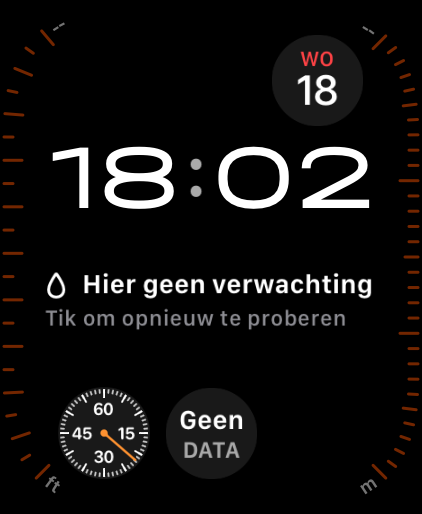 --
--
WO
18
18:02
Hier geen verwachting
Tik om opnieuw te proberen
60
45
15
30
Geen
DATA
ft
m